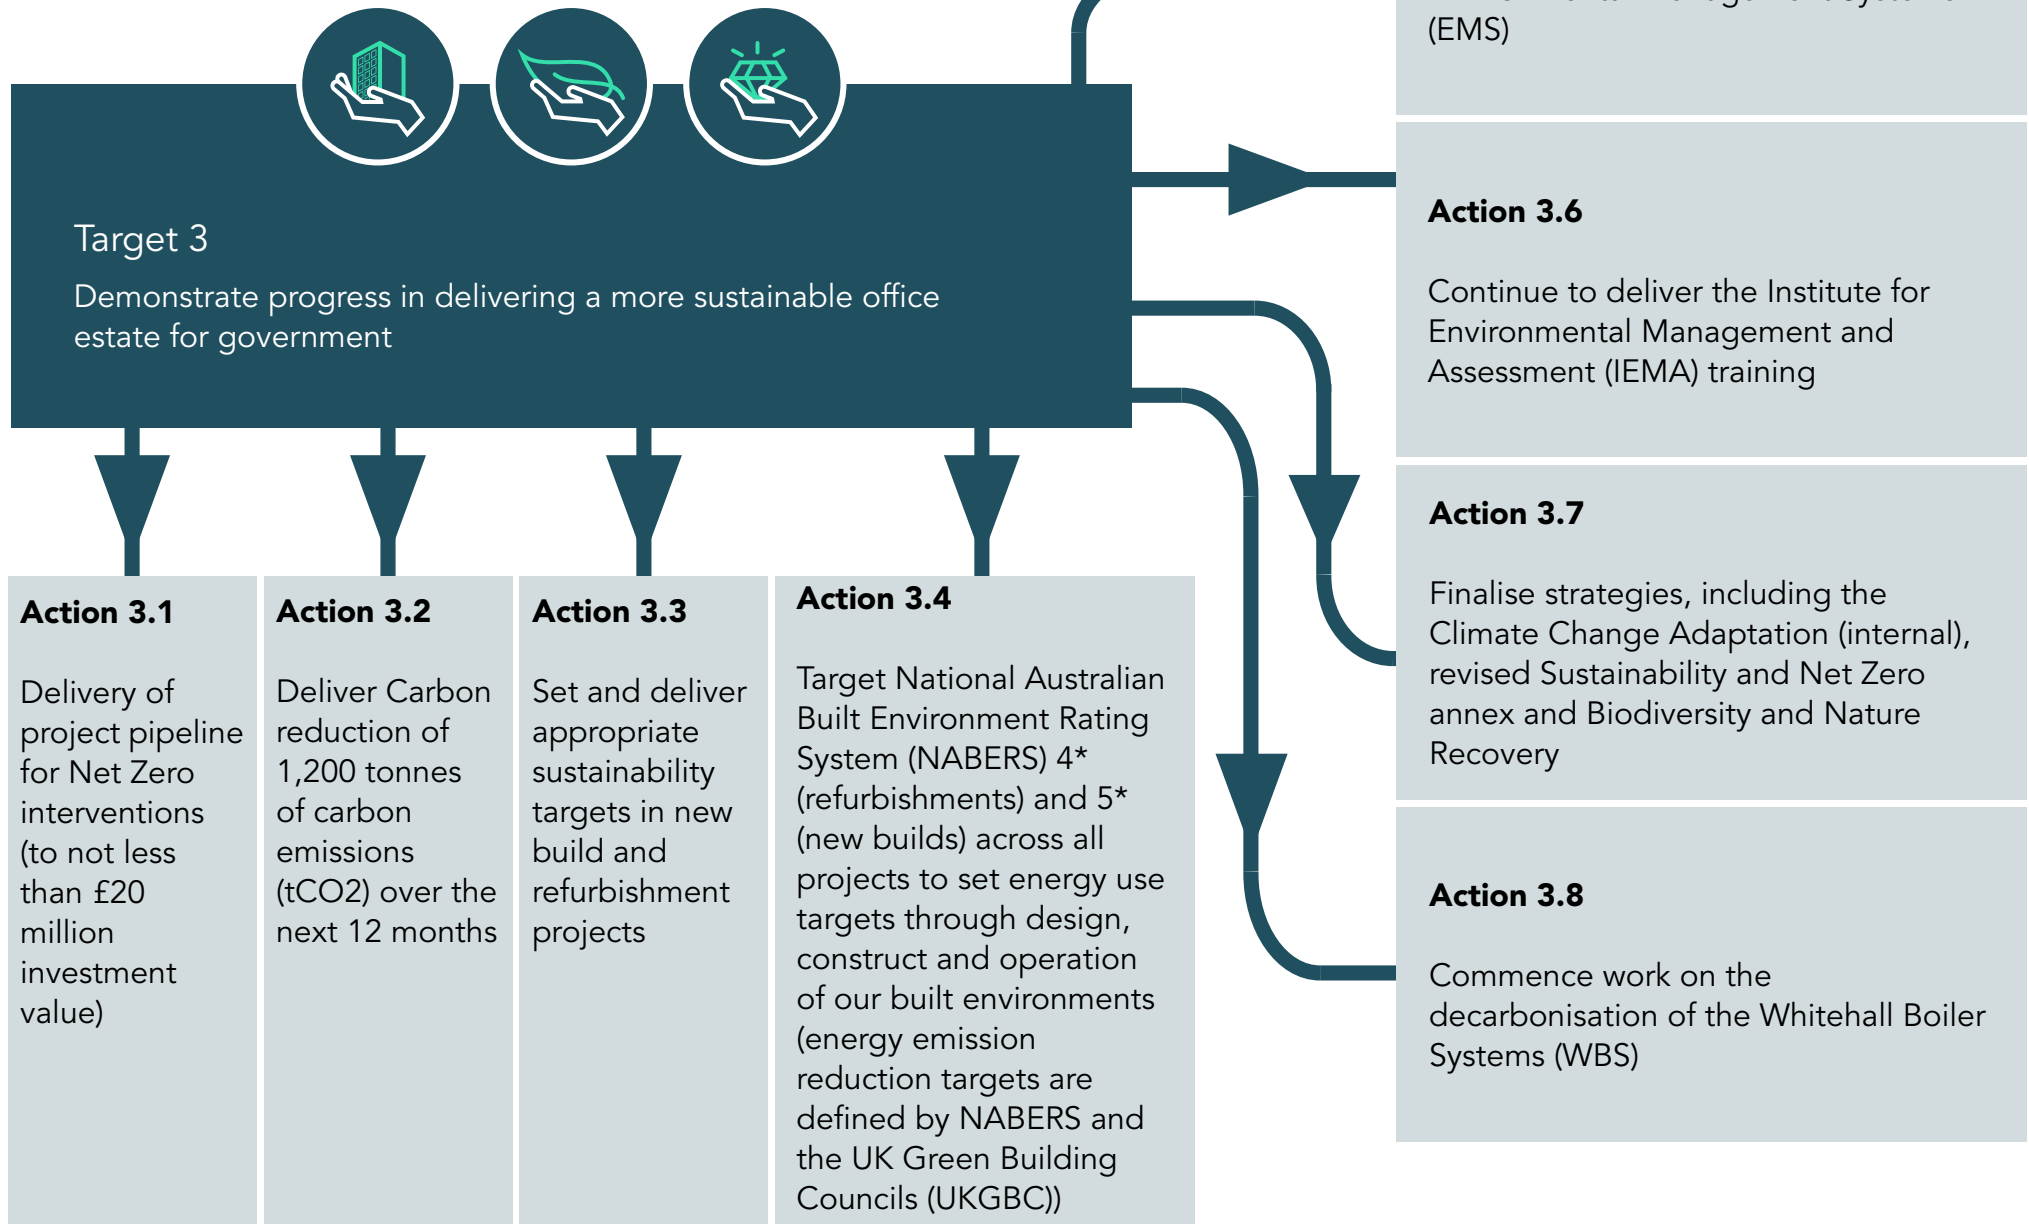 (EMS)
Target 3
Demonstrate progress in delivering a more sustainable office
estate for government
Action 3.1
Delivery of
project pipeline
for Net Zero
interventions
(to not less
than £20
million
investment
value)
Action 3.2
Deliver Carbon
reduction of
1,200 tonnes
of carbon
emissions
(tCO2) over the
next 12 months
Action 3.3
Set and deliver
appropriate
sustainability
targets in new
build and
refurbishment
projects
Action 3.4
Target National Australian
Built Environment Rating
System (NABERS) 4*
(refurbishments) and 5*
(new builds) across all
projects to set energy use
targets through design,
construct and operation
of our built environments
(energy emission
reduction targets are
defined by NABERS and
the UK Green Building
Councils (UKGBC))
Action 3.6
Continue to deliver the Institute for
Environmental Management and
Assessment (IEMA) training
Action 3.7
Finalise strategies, including the
Climate Change Adaptation (internal),
revised Sustainability and Net Zero
annex and Biodiversity and Nature
Recovery
Action 3.8
Commence work on the
decarbonisation of the Whitehall Boiler
Systems (WBS)